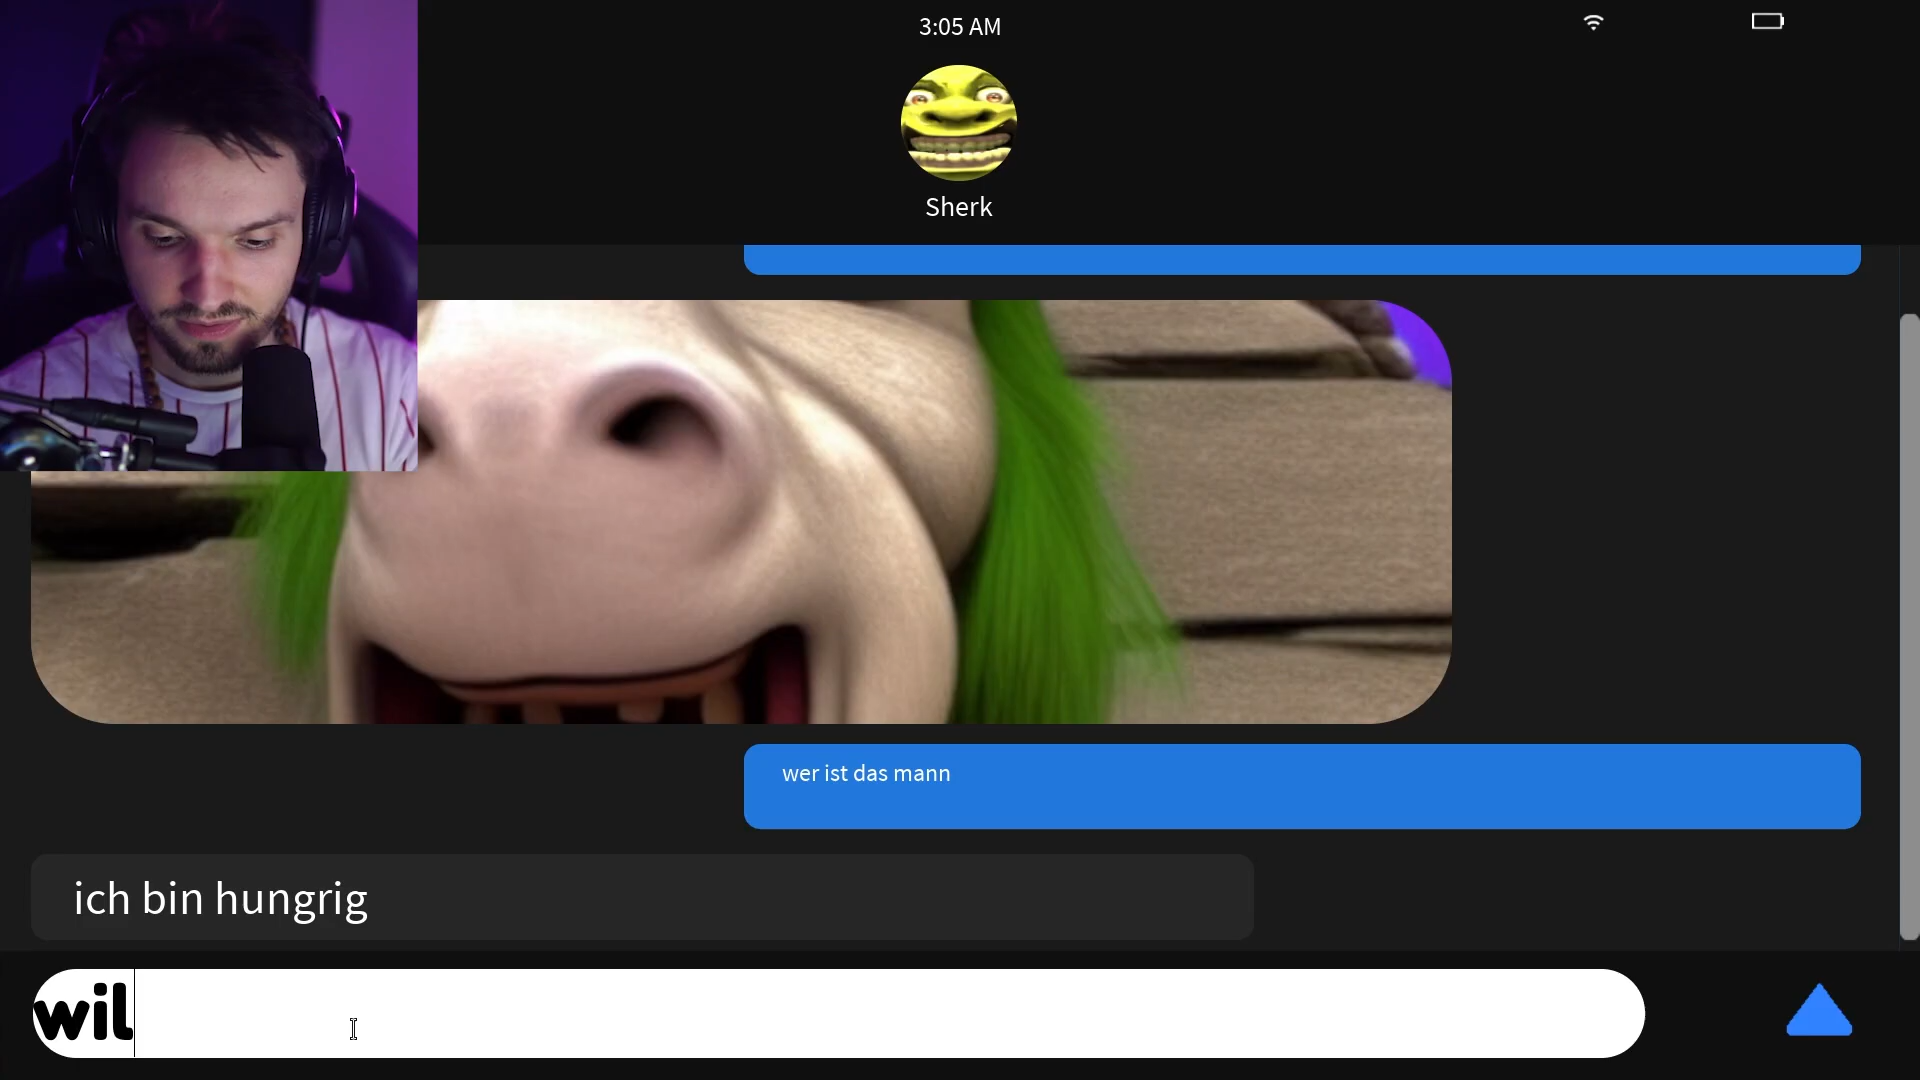 3:05 AM
Sherk
wer ist das mann
ich bin hungrig
wil